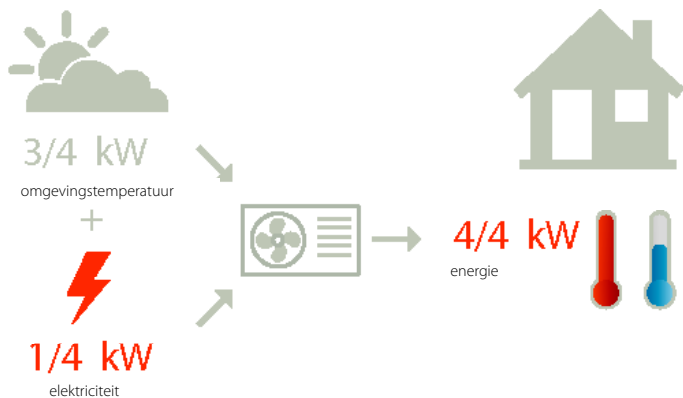 3/4 kW
omgevingstemperatuur
+
1/4 kW
elektriciteit
4/4 kW
energie